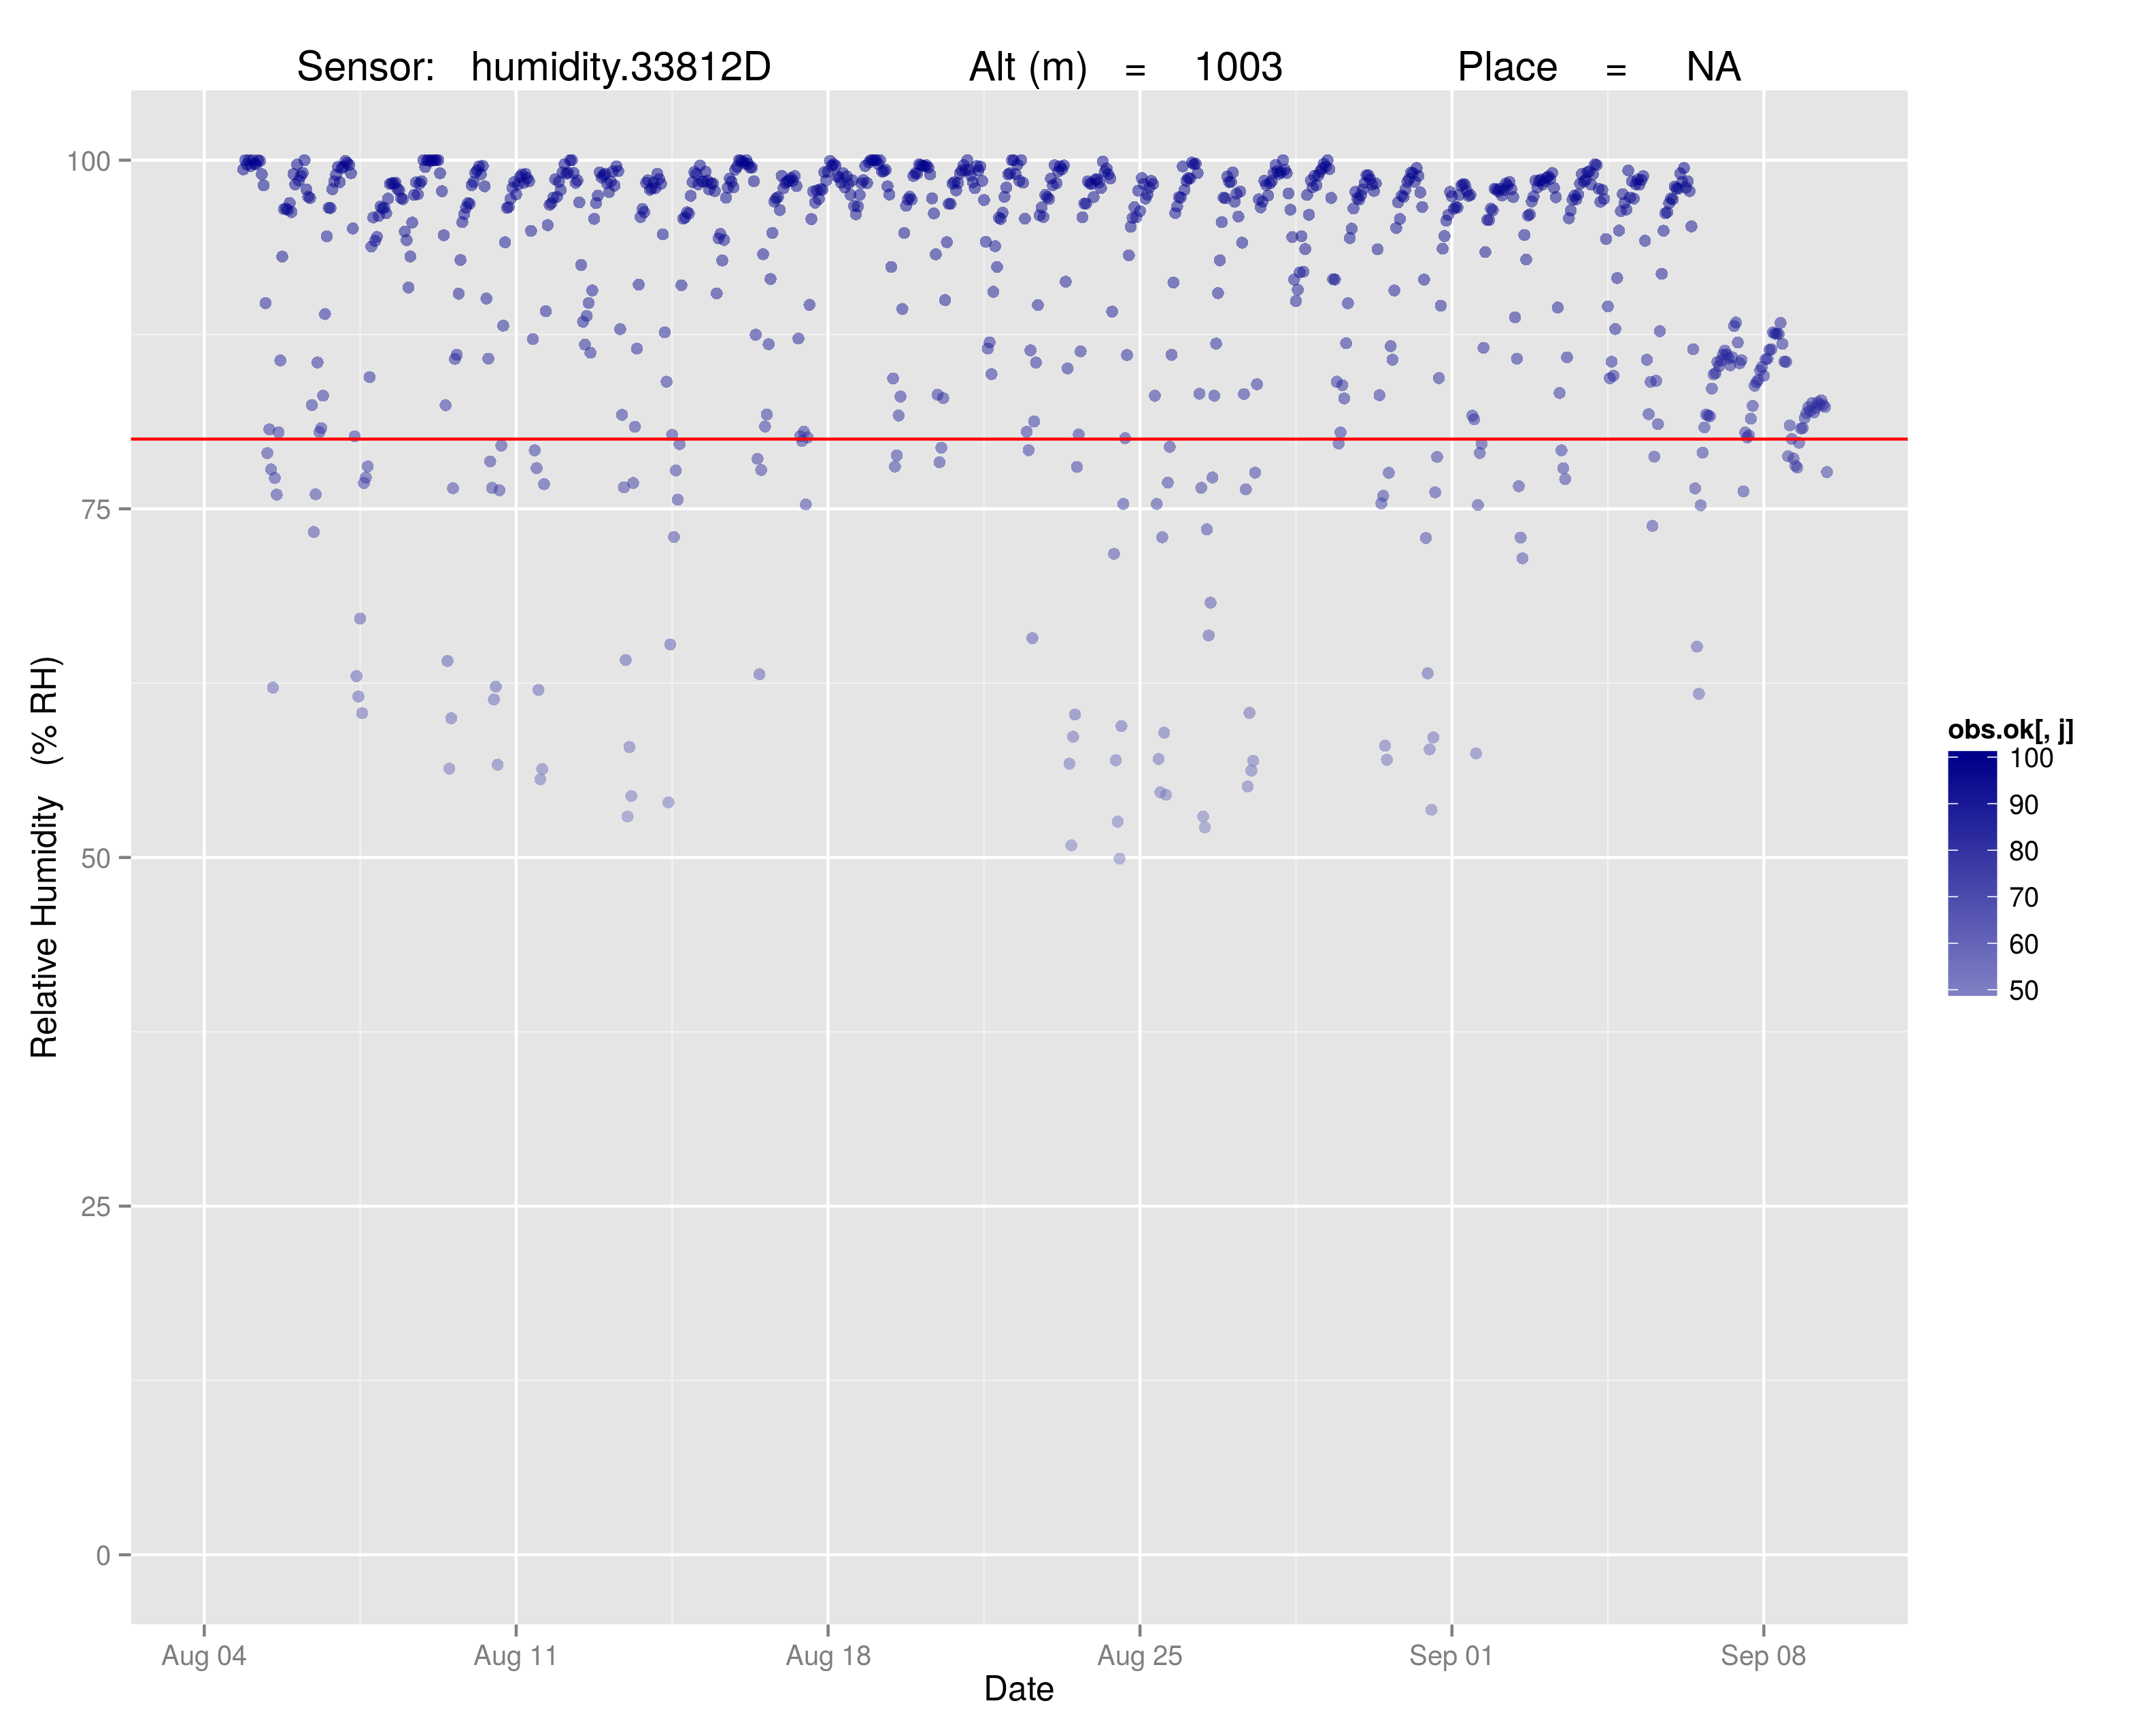 Sensor: humidity.33812D Alt (m) = 1003 Place = NA
100
75
50
25
0
Relative Humidity (% RH)
Aug 04 Aug 11 Aug 18 Aug 25 Sep 01 Sep 08
Date
obs.ok[, j]
100
90
80
70
60
50